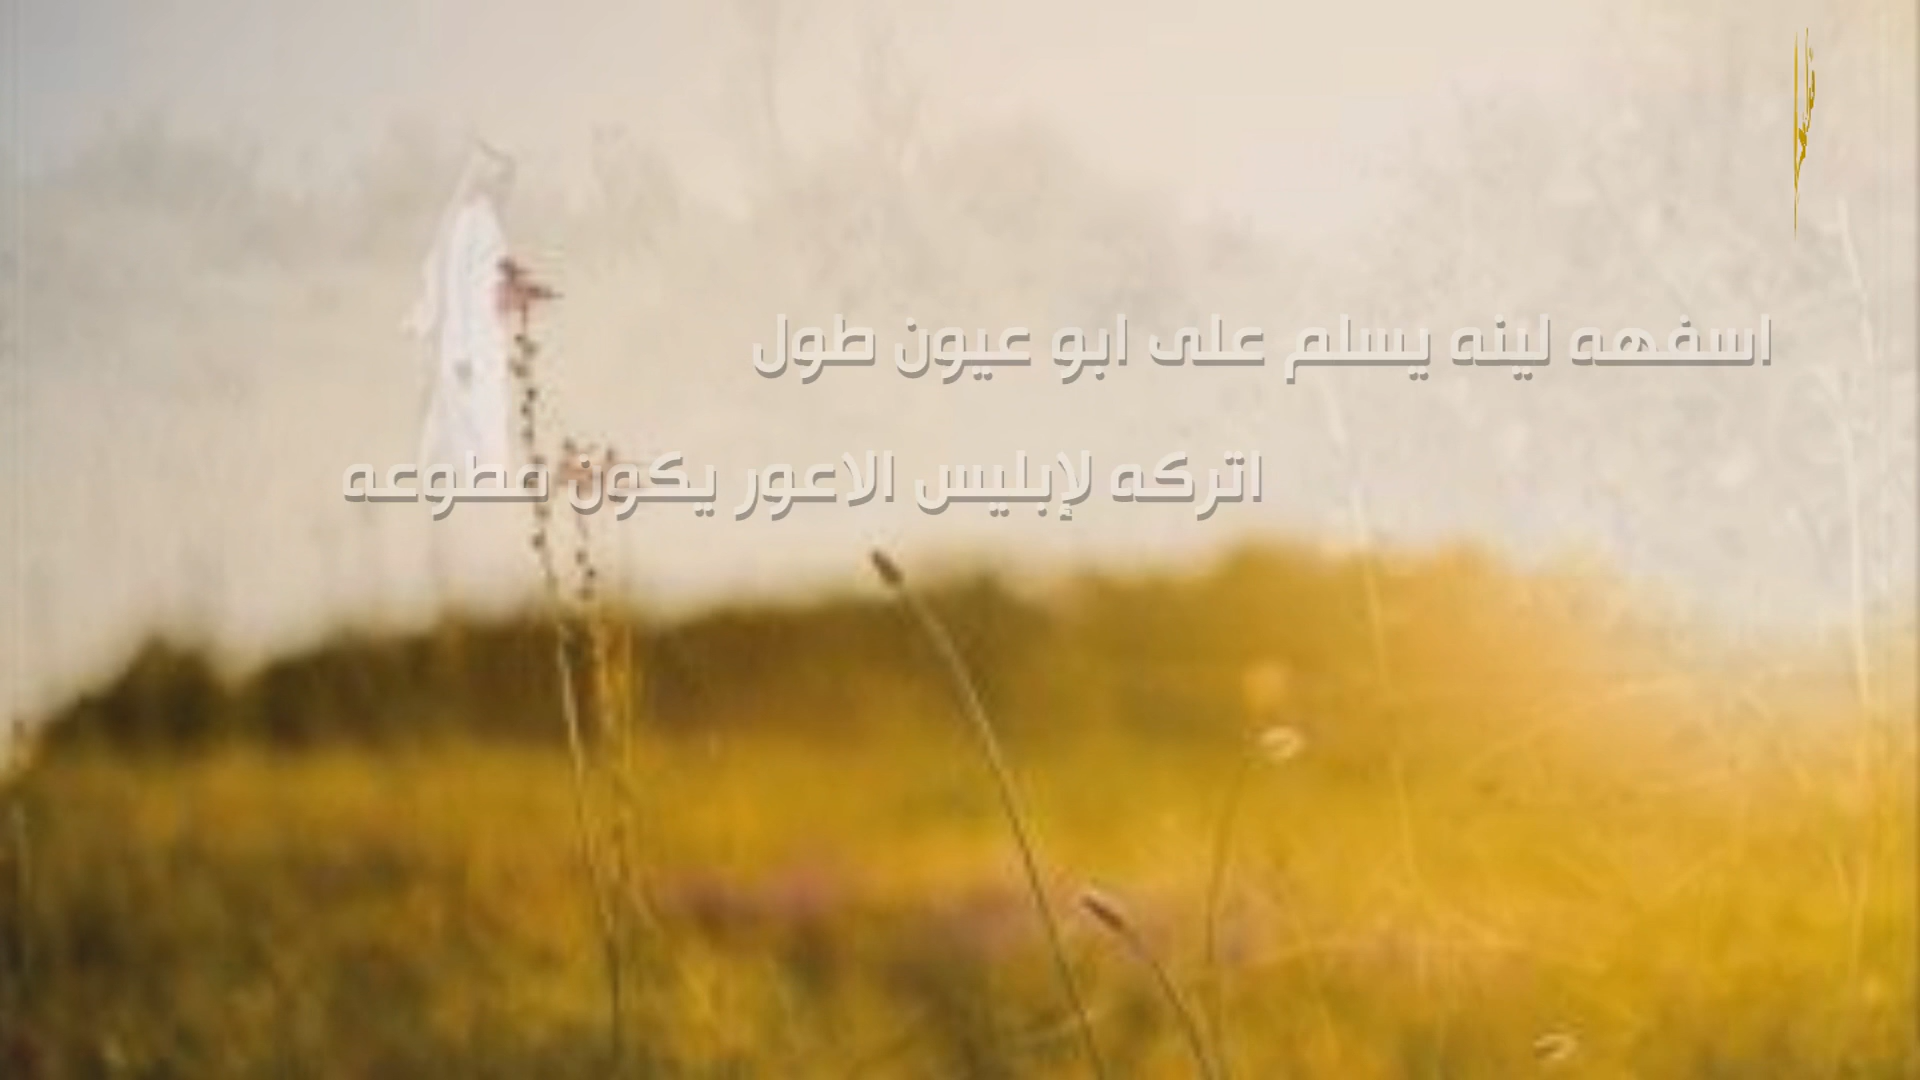 اسفهه لينه يسلم على ابو عيون طول
اتركه لإبليس الاعور يكون مطوعه